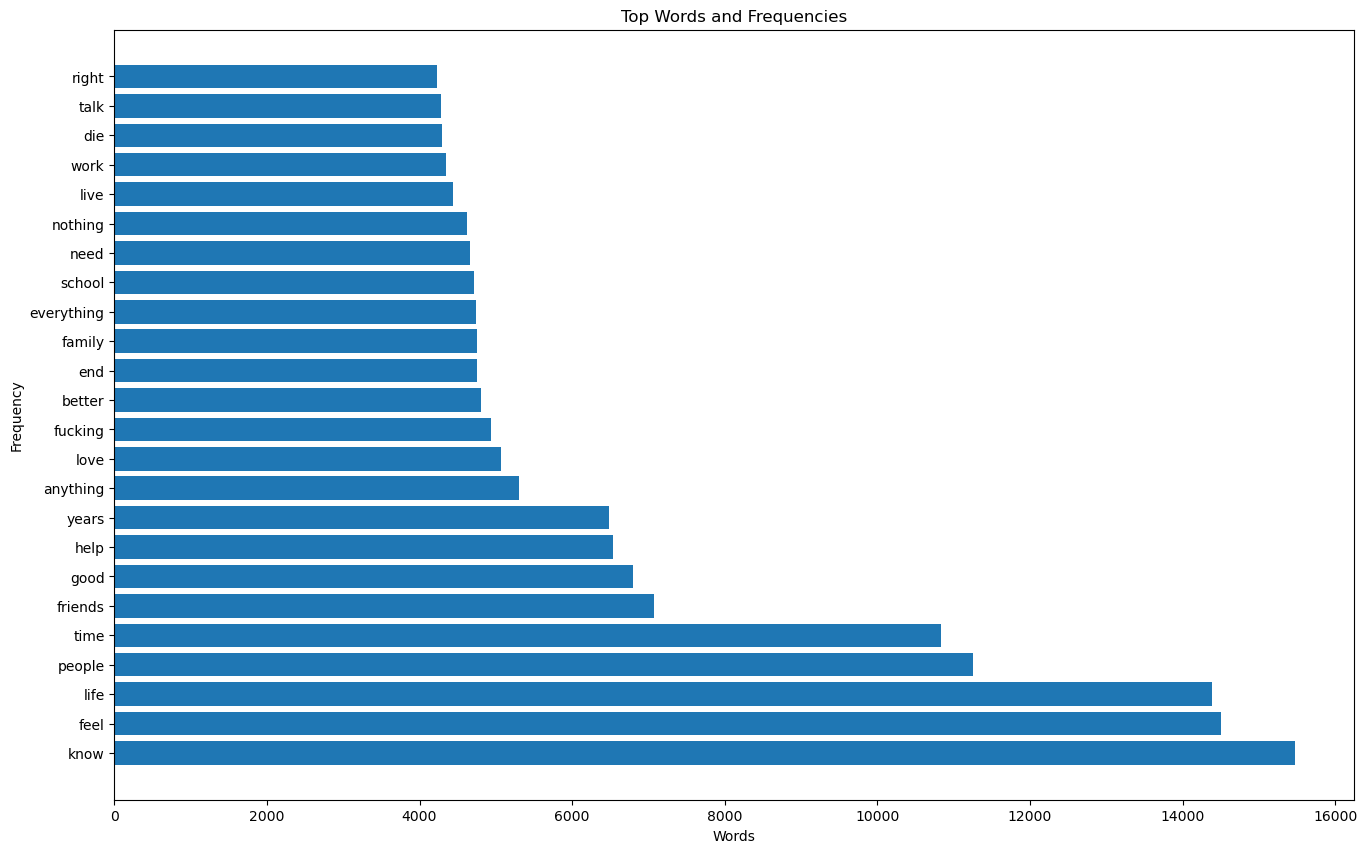 Top Words and Frequencies
right
talk
die
work
live
nothing
need
school
everything
family
end
better
fucking
love
anything
years
help
good
friends
time
people
life
feel
know
Frequency
0 2000 4000 6000 8000 10000 12000 14000 16000
Words